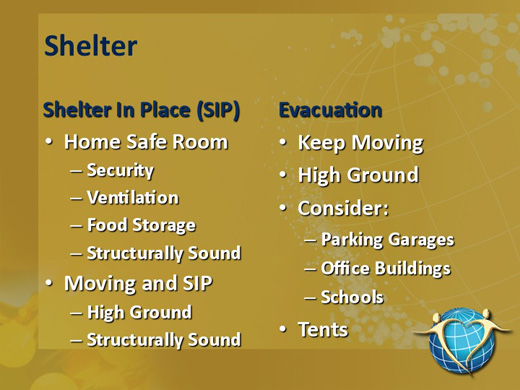 Shelter
Shelter In Place (SIP)
• Home Safe Room
– Security
– Ventilation
– Food Storage
– Structurally Sound
• Moving and SIP
– High Ground
– Structurally Sound
Evacuation
• Keep Moving
• High Ground
• Consider:
– Parking Garages
– Office Buildings
– Schools
• Tents